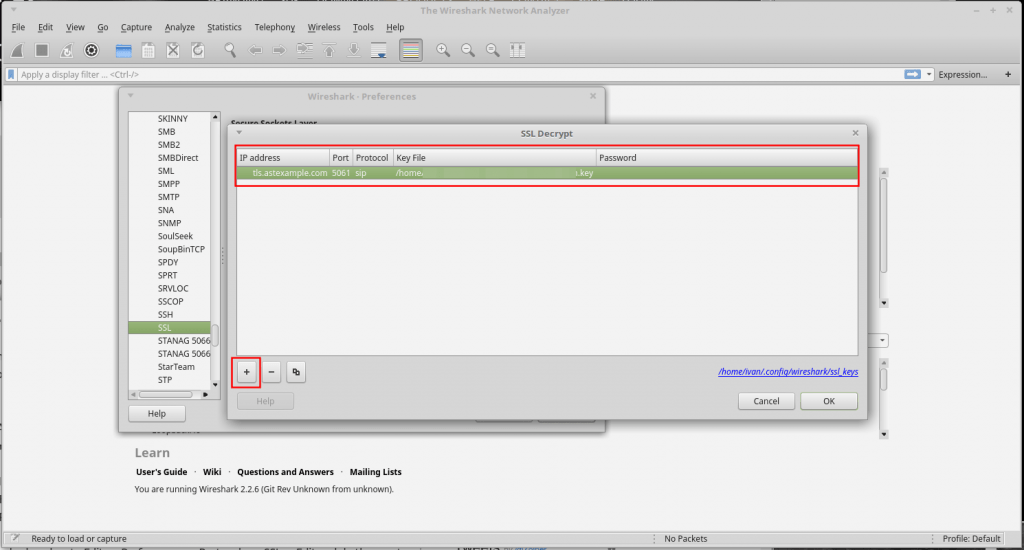 The Wireshark Network Analyzer
File Edit View Go Capture Analyze Statistics Telephony Wireless Tools Help
Apply a display filter ... <Ctrl-/>
Expression... +
Wireshark · Preferences
SKINNY
SMB
SMB2
SMBDirect
SML
SMPP
SMTP
SNA
SNMP
SoulSeek
SoupBinTCP
SPDY
SPRT
SRVLOC
SSCOP
SSH
SSL
STANAG 5066
STANAG 5066
StarTeam
STP
Help
Secure Sockets Layer
SSL Decrypt
IP address Port Protocol Key File Password
tls.astexample.com 5061 sip /home/ .key
/home/ivan/.config/wireshark/ssl_keys
Help
Cancel OK
Learn
User's Guide · Wiki · Questions and Answers · Mailing Lists
You are running Wireshark 2.2.6 (Git Rev Unknown from unknown).
Ready to load or capture No Packets Profile: Default